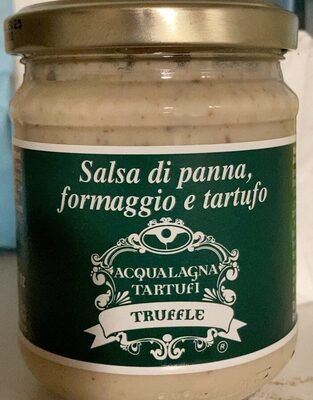 Salsa di panna,
formaggio e tartufo
ACQUALAGNA
TARTUFI
TRUFFLE
®